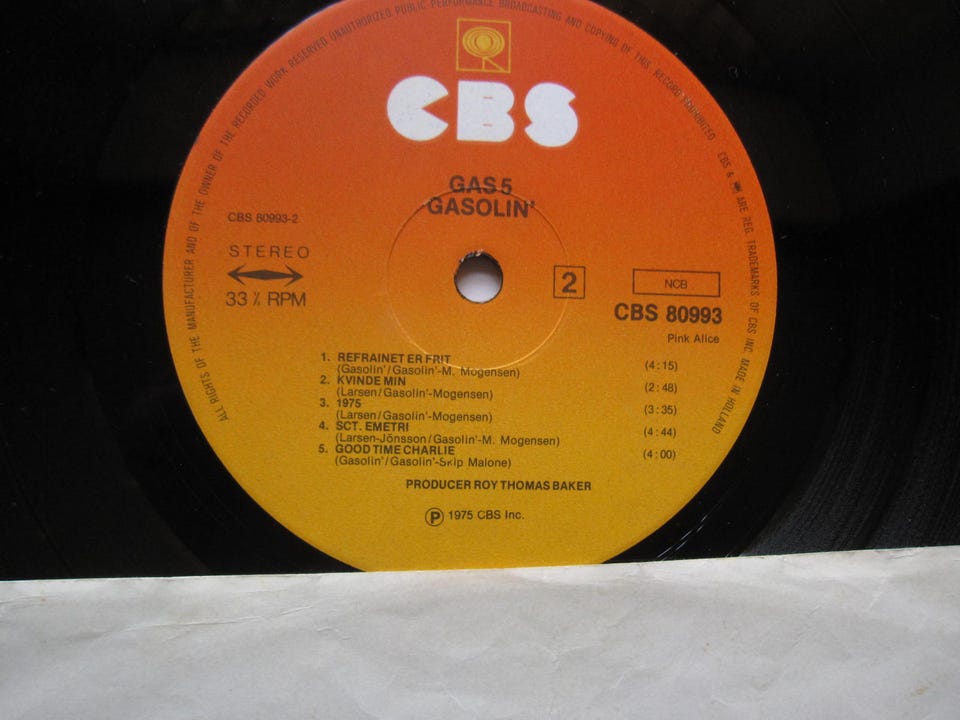 ALL RIGHTS OF THE MANUFACTURER AND OF THE OWNER OF THE RECORDED WORK RESERVED UNAUTHORIZED PUBLIC PERFORMANCE BROADCASTING AND COPYING OF THIS RECORD PROHIBITED CBS & ARE REG. TRADEMARKS OF CBS INC. MADE IN HOLLAND
CBS
GAS 5
GASOLIN'
CBS 80993-2
STEREO
33 ⅓ RPM
2
NCB
CBS 80993
Pink Alice
1. REFRAINET ER FRIT (4:15)
(Gasolin'/Gasolin'-M. Mogensen)
2. KVINDE MIN (2:48)
(Larsen/Gasolin'-Mogensen)
3. 1975 (3:35)
(Larsen/Gasolin'-Mogensen)
4. SCT. EMETRI (4:44)
(Larsen-Jönsson/Gasolin'-M. Mogensen)
5. GOOD TIME CHARLIE (4:00)
(Gasolin'/Gasolin'-Skip Malone)
PRODUCER ROY THOMAS BAKER
Ⓟ 1975 CBS Inc.